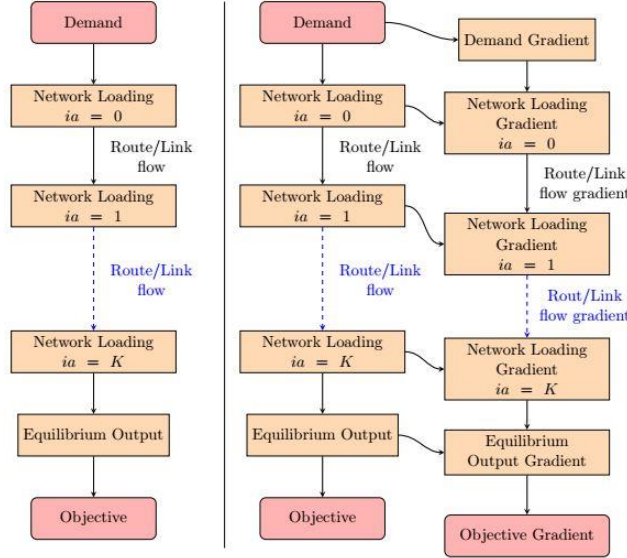 Demand
Network Loading
ia = 0
Route/Link
flow
Network Loading
ia = 1
Route/Link
flow
Network Loading
ia = K
Equilibrium Output
Objective
Demand
Network Loading
ia = 0
Route/Link
flow
Network Loading
ia = 1
Route/Link
flow
Network Loading
ia = K
Equilibrium Output
Objective
Demand Gradient
Network Loading
Gradient
ia = 0
Route/Link
flow gradient
Network Loading
Gradient
ia = 1
Rout/Link
flow gradient
Network Loading
Gradient
ia = K
Equilibrium
Output Gradient
Objective Gradient